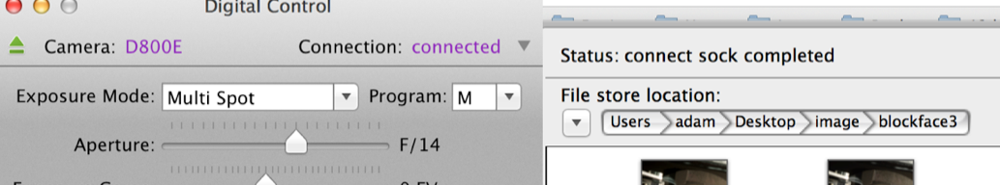 Digital Control
Camera: D800E Connection: connected
Exposure Mode: Multi Spot Program: M
Aperture: F/14
Status: connect sock completed
File store location:
Users adam Desktop image blockface3